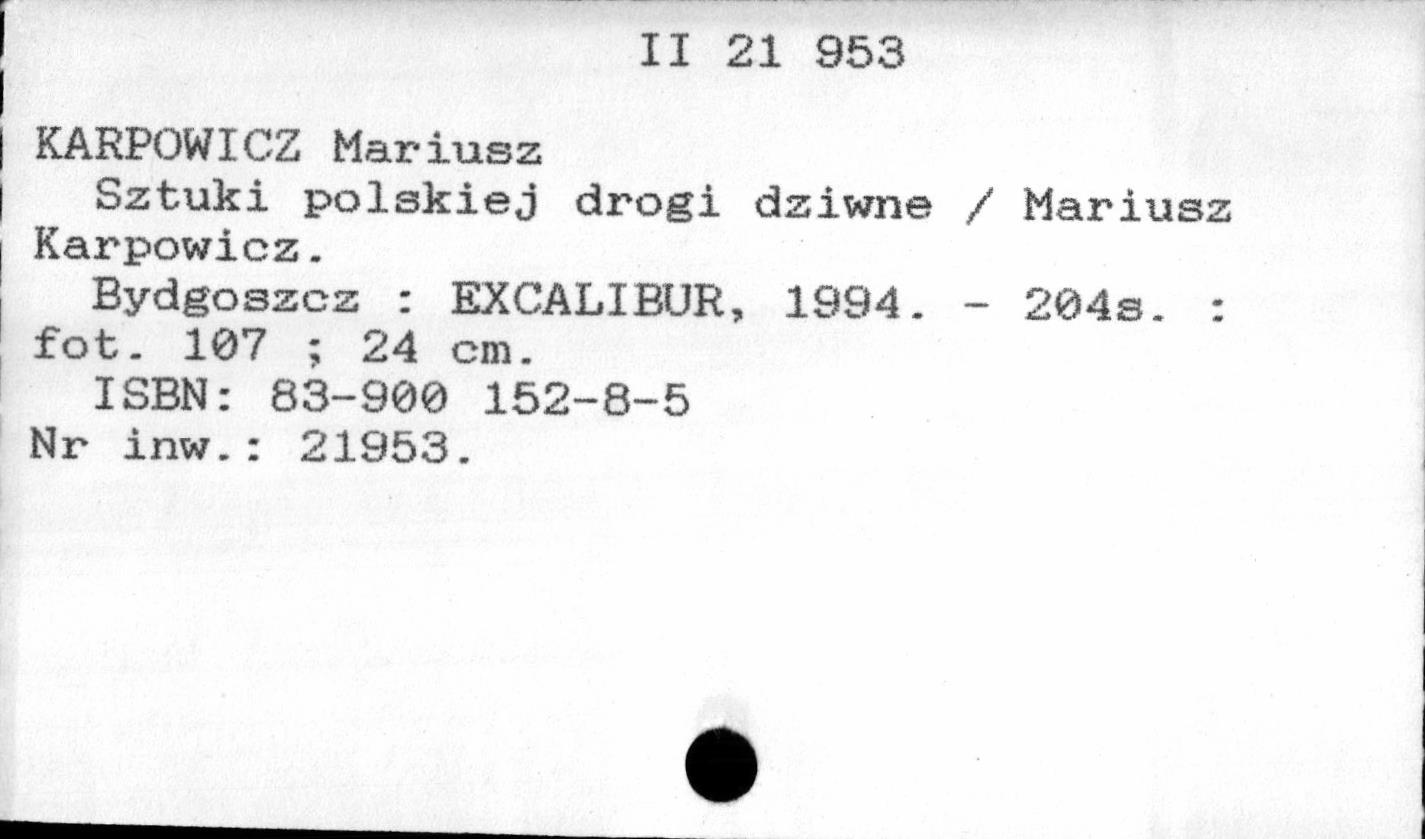 II 21 953
KARPOWICZ Mariusz
Sztuki polskiej drogi dziwne / Mariusz
Karpowicz.
Bydgoszcz : EXCALIBUR, 1994. - 204s. :
fot. 107 ; 24 cm.
ISBN: 83-900 152-8-5
Nr inw.: 21953.